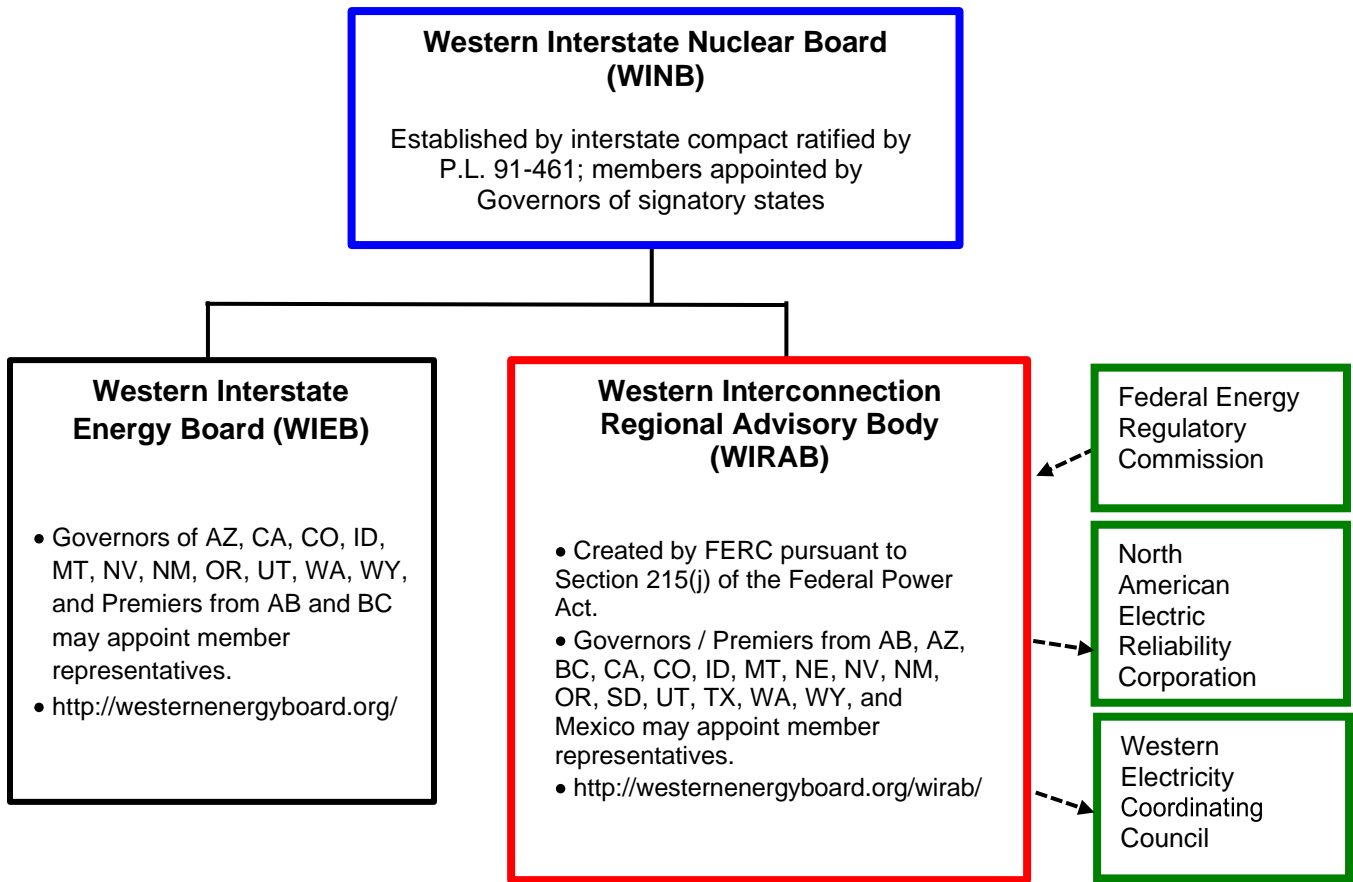 Western Interstate Nuclear Board
(WINB)
Established by interstate compact ratified by
P.L. 91-461; members appointed by
Governors of signatory states
Western Interstate
Energy Board (WIEB)
• Governors of AZ, CA, CO, ID,
MT, NV, NM, OR, UT, WA, WY,
and Premiers from AB and BC
may appoint member
representatives.
• http://westernenergyboard.org/
Western Interconnection
Regional Advisory Body
(WIRAB)
• Created by FERC pursuant to
Section 215(j) of the Federal Power
Act.
• Governors / Premiers from AB, AZ,
BC, CA, CO, ID, MT, NE, NV, NM,
OR, SD, UT, TX, WA, WY, and
Mexico may appoint member
representatives.
• http://westernenergyboard.org/wirab/
Federal Energy
Regulatory
Commission
North
American
Electric
Reliability
Corporation
Western
Electricity
Coordinating
Council